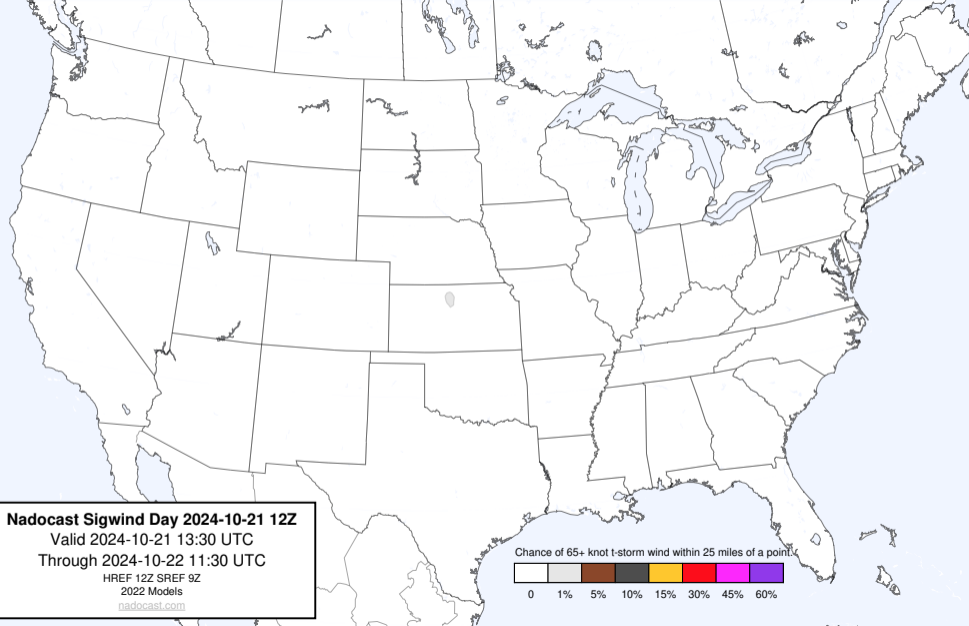 Nadocast Sigwind Day 2024-10-21 12Z
Valid 2024-10-21 13:30 UTC
Through 2024-10-22 11:30 UTC
HREF 12Z SREF 9Z
2022 Models
nadocast.com
Chance of 65+ knot t-storm wind within 25 miles of a point.
0 1% 5% 10% 15% 30% 45% 60%